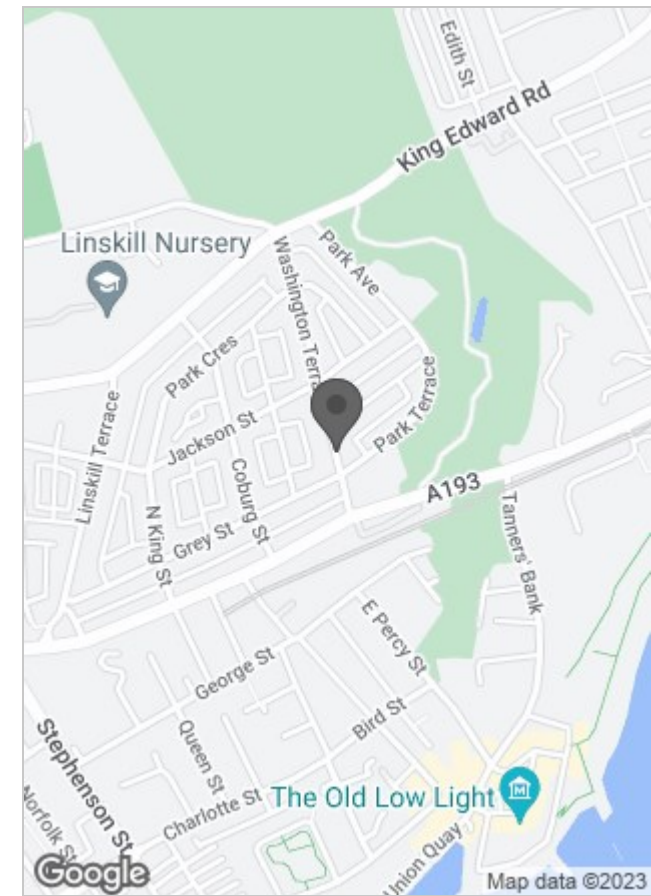 Edith St
King Edward Rd
Linskill Nursery
Washington Terra
Park Ave
Park Cres
Park Terrace
Jackson St
Linskill Terrace
Coburg St
A193
N King St
Grey St
Tanners' Bank
E Percy St
George St
Bird St
Queen St
Stephenson St
Charlotte St
The Old Low Light
Norfolk St
Union Quay
Google
Map data ©2023